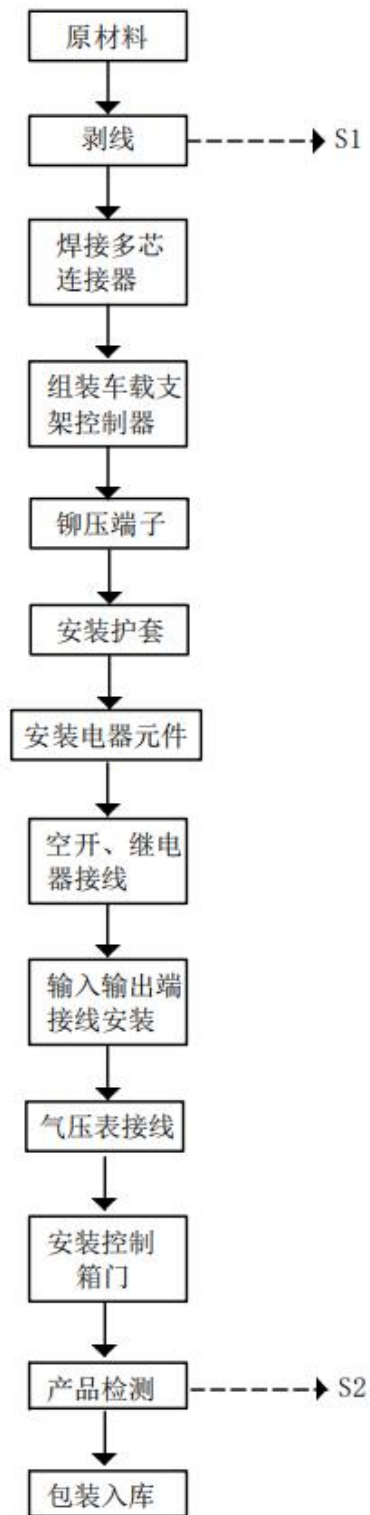 原材料
剥线
S1
焊接多芯
连接器
组装车载支
架控制器
铆压端子
安装护套
安装电器元件
空开、继电
器接线
输入输出端
接线安装
气压表接线
安装控制
箱门
产品检测
S2
包装入库